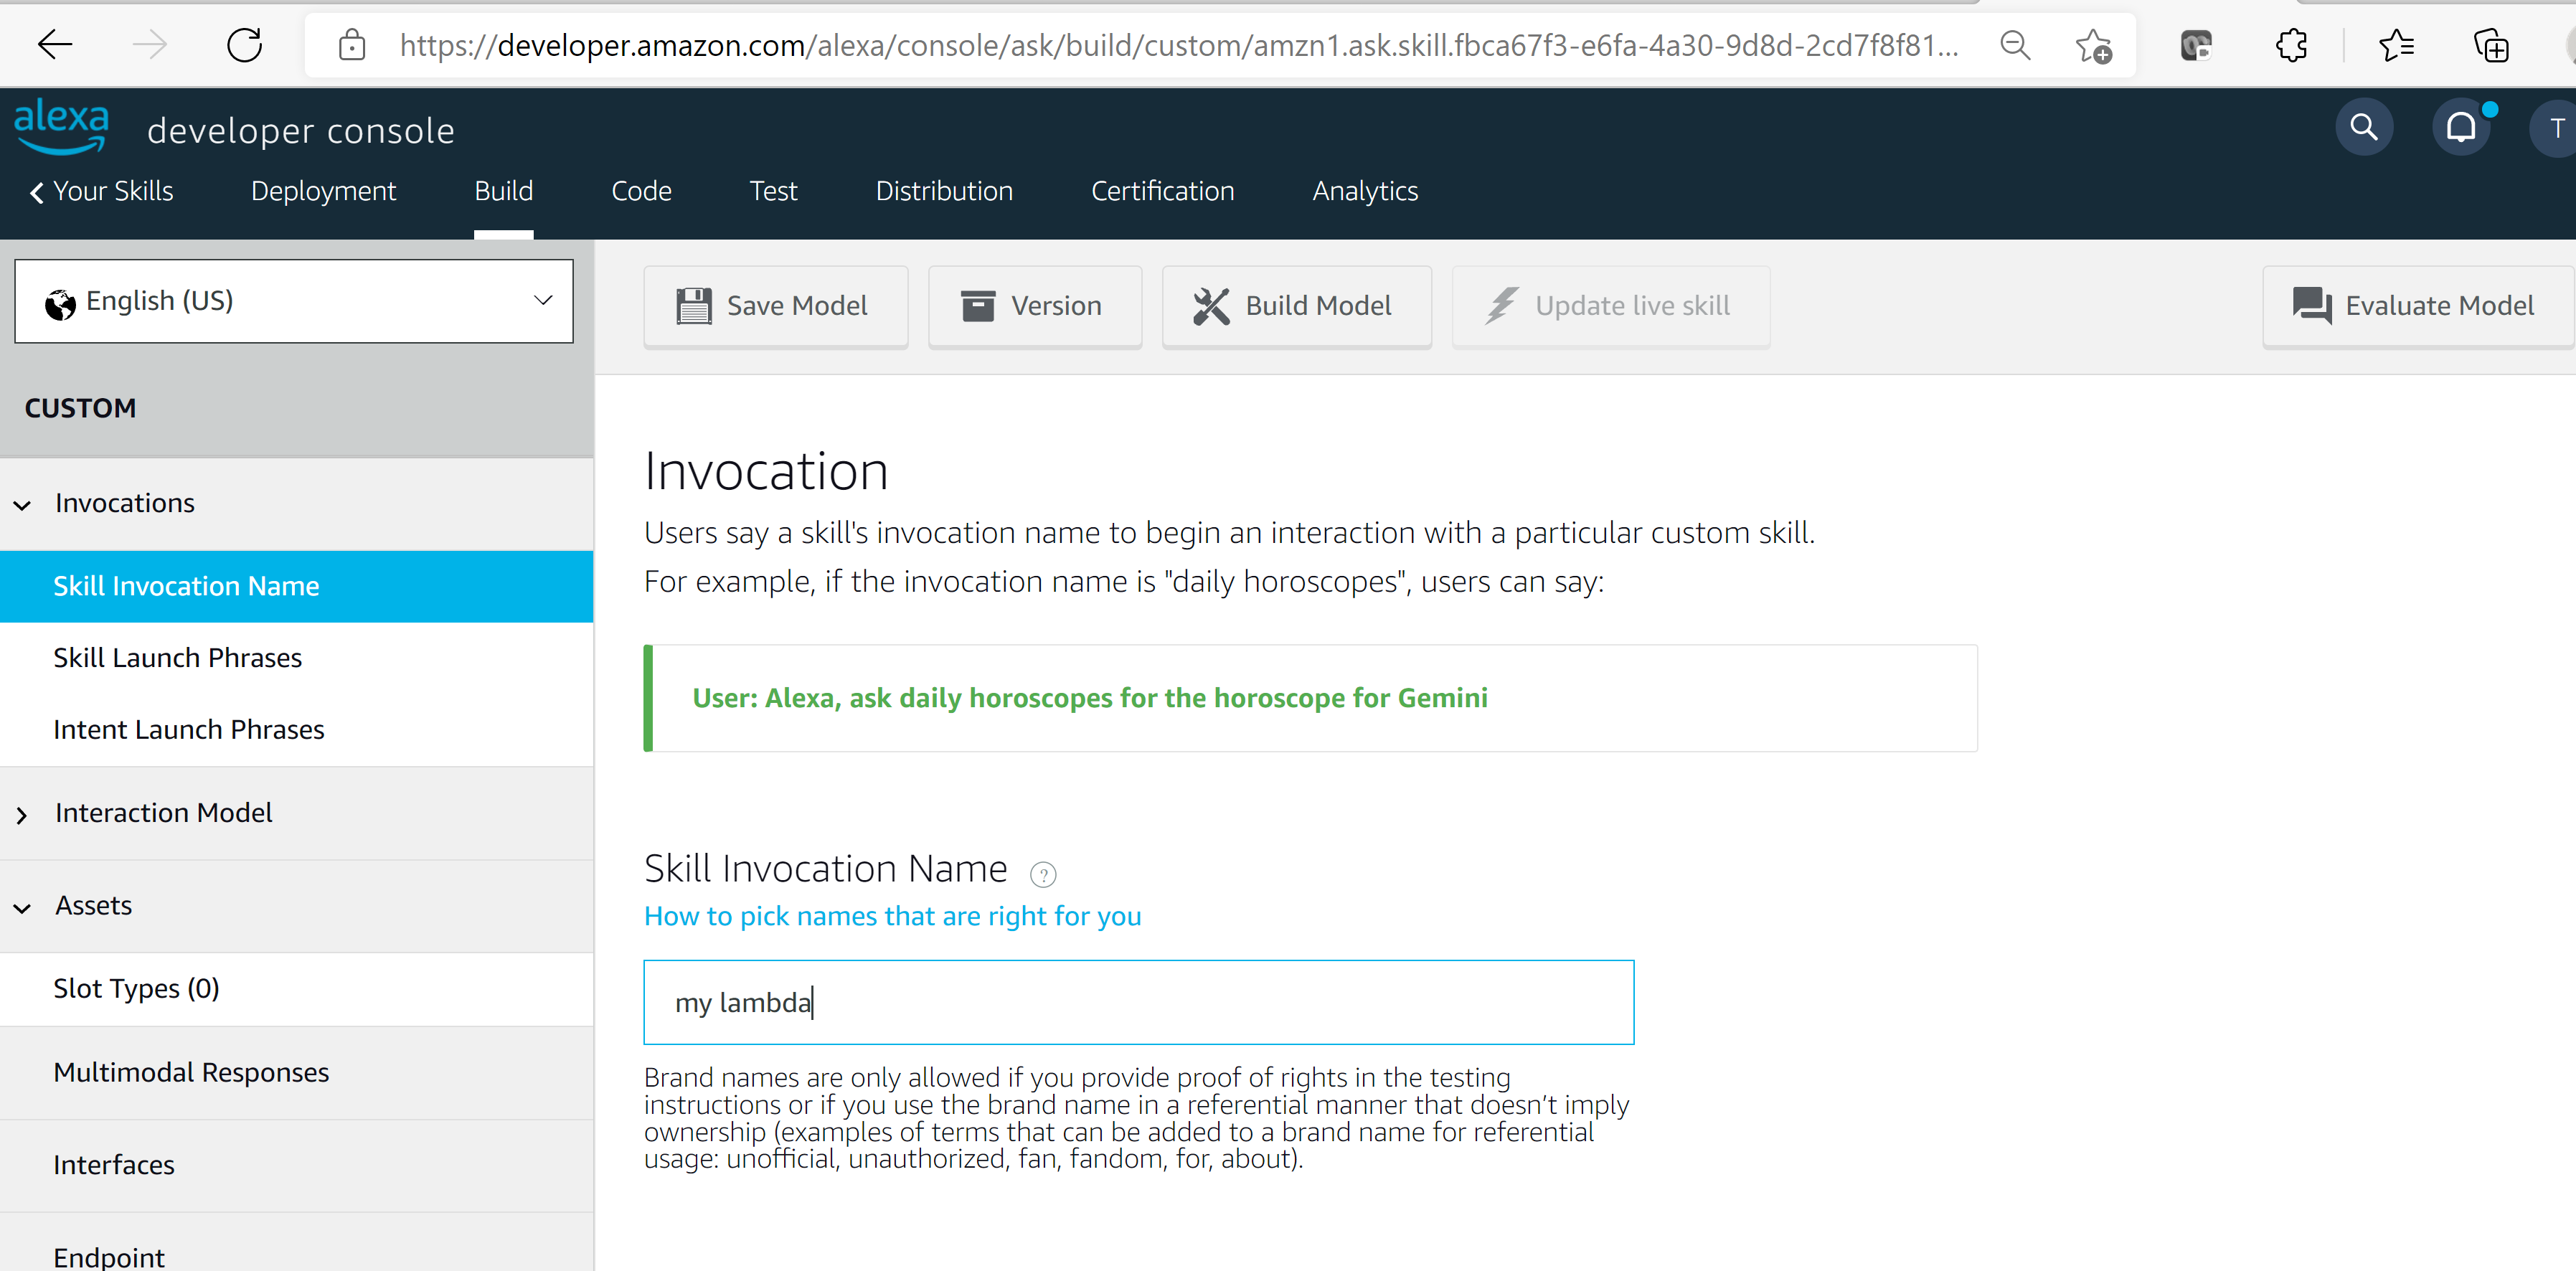 https://developer.amazon.com/alexa/console/ask/build/custom/amzn1.ask.skill.fbca67f3-e6fa-4a30-9d8d-2cd7f8f81...
alexa developer console
T
Your Skills Deployment Build Code Test Distribution Certification Analytics
English (US)
Save Model Version Build Model Update live skill Evaluate Model
CUSTOM
Invocations
Skill Invocation Name
Skill Launch Phrases
Intent Launch Phrases
Interaction Model
Assets
Slot Types (0)
Multimodal Responses
Interfaces
Endpoint
Invocation
Users say a skill's invocation name to begin an interaction with a particular custom skill.
For example, if the invocation name is "daily horoscopes", users can say:
User: Alexa, ask daily horoscopes for the horoscope for Gemini
Skill Invocation Name ?
How to pick names that are right for you
my lambda
Brand names are only allowed if you provide proof of rights in the testing
instructions or if you use the brand name in a referential manner that doesn’t imply
ownership (examples of terms that can be added to a brand name for referential
usage: unofficial, unauthorized, fan, fandom, for, about).